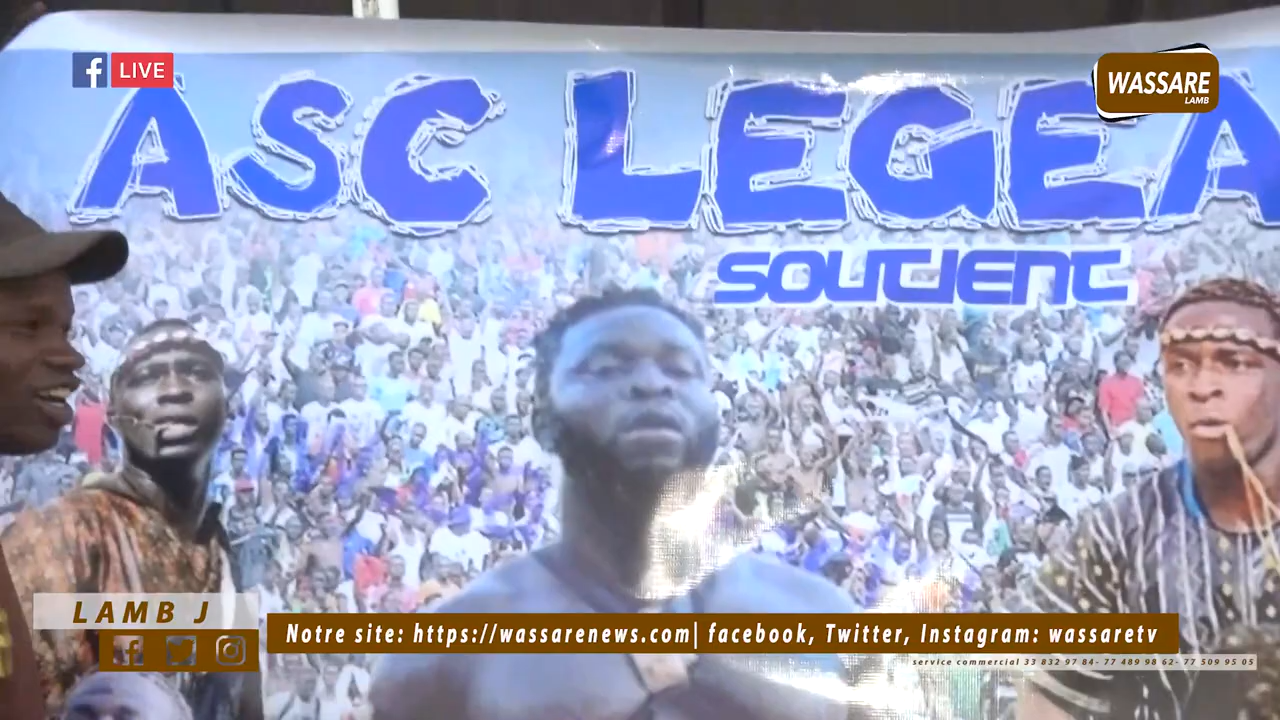 LIVE
WASSARE
LAMB
ASC LEGEA
SOUTIENT
LAMB J
Notre site: https://wassarenews.com| facebook, Twitter, Instagram: wassaretv
service commercial 33 832 97 84- 77 489 98 62- 77 509 95 05